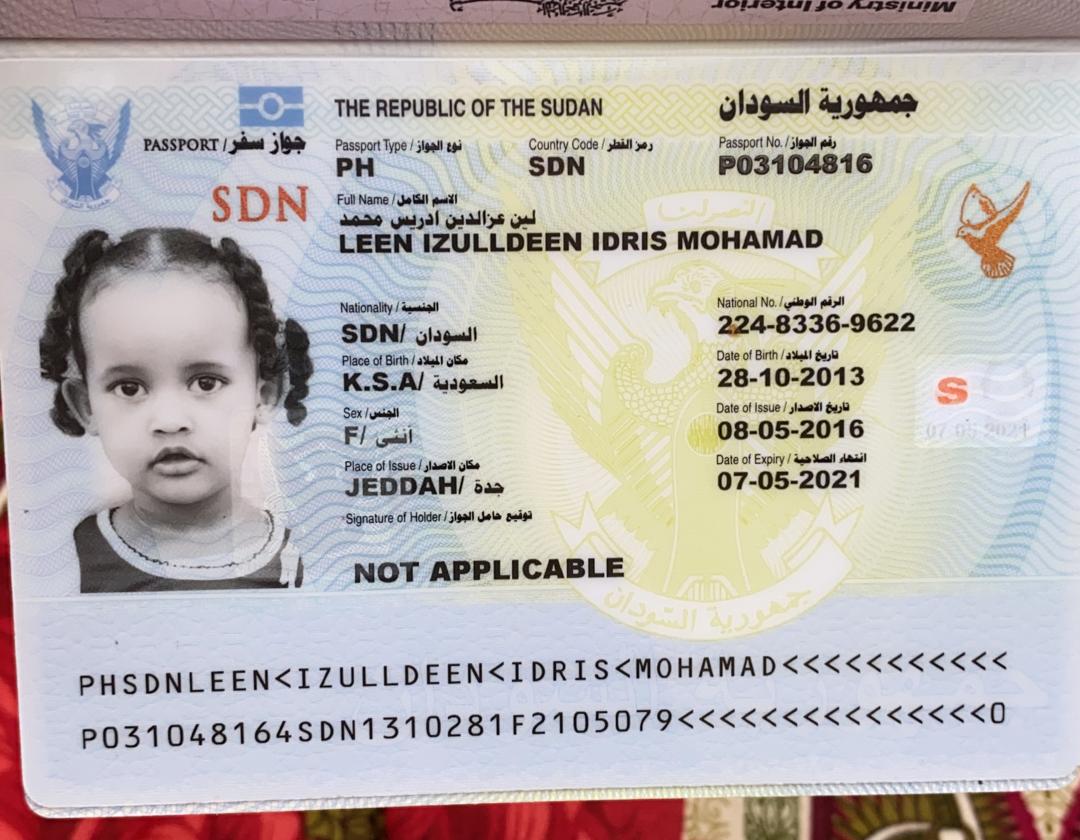 Ministry of Interior
THE REPUBLIC OF THE SUDAN
جمهورية السودان
PASSPORT / جواز سفر
Passport Type / نوع الجواز
Country Code / رمز القطر
Passport No. / رقم الجواز
PH
SDN
P03104816
SDN
Full Name / الاسم الكامل
لين عزالدين ادريس محمد
LEEN IZULLDEEN IDRIS MOHAMAD
النصر لنا
Nationality / الجنسية
National No. / الرقم الوطني
SDN/ السودان
224-8336-9622
Place of Birth / مكان الميلاد
Date of Birth / تاريخ الميلاد
K.S.A/ السعودية
28-10-2013
Sex / الجنس
Date of Issue / تاريخ الاصدار
F/ انثى
08-05-2016
S
07-05-2021
Place of Issue / مكان الاصدار
Date of Expiry / انتهاء الصلاحية
JEDDAH/ جدة
07-05-2021
Signature of Holder / توقيع حامل الجواز
NOT APPLICABLE
جمهورية السودان
PHSDNLEEN<IZULLDEEN<IDRIS<MOHAMAD<<<<<<<<<<<
P031048164SDN1310281F2105079<<<<<<<<<<<<<<<0